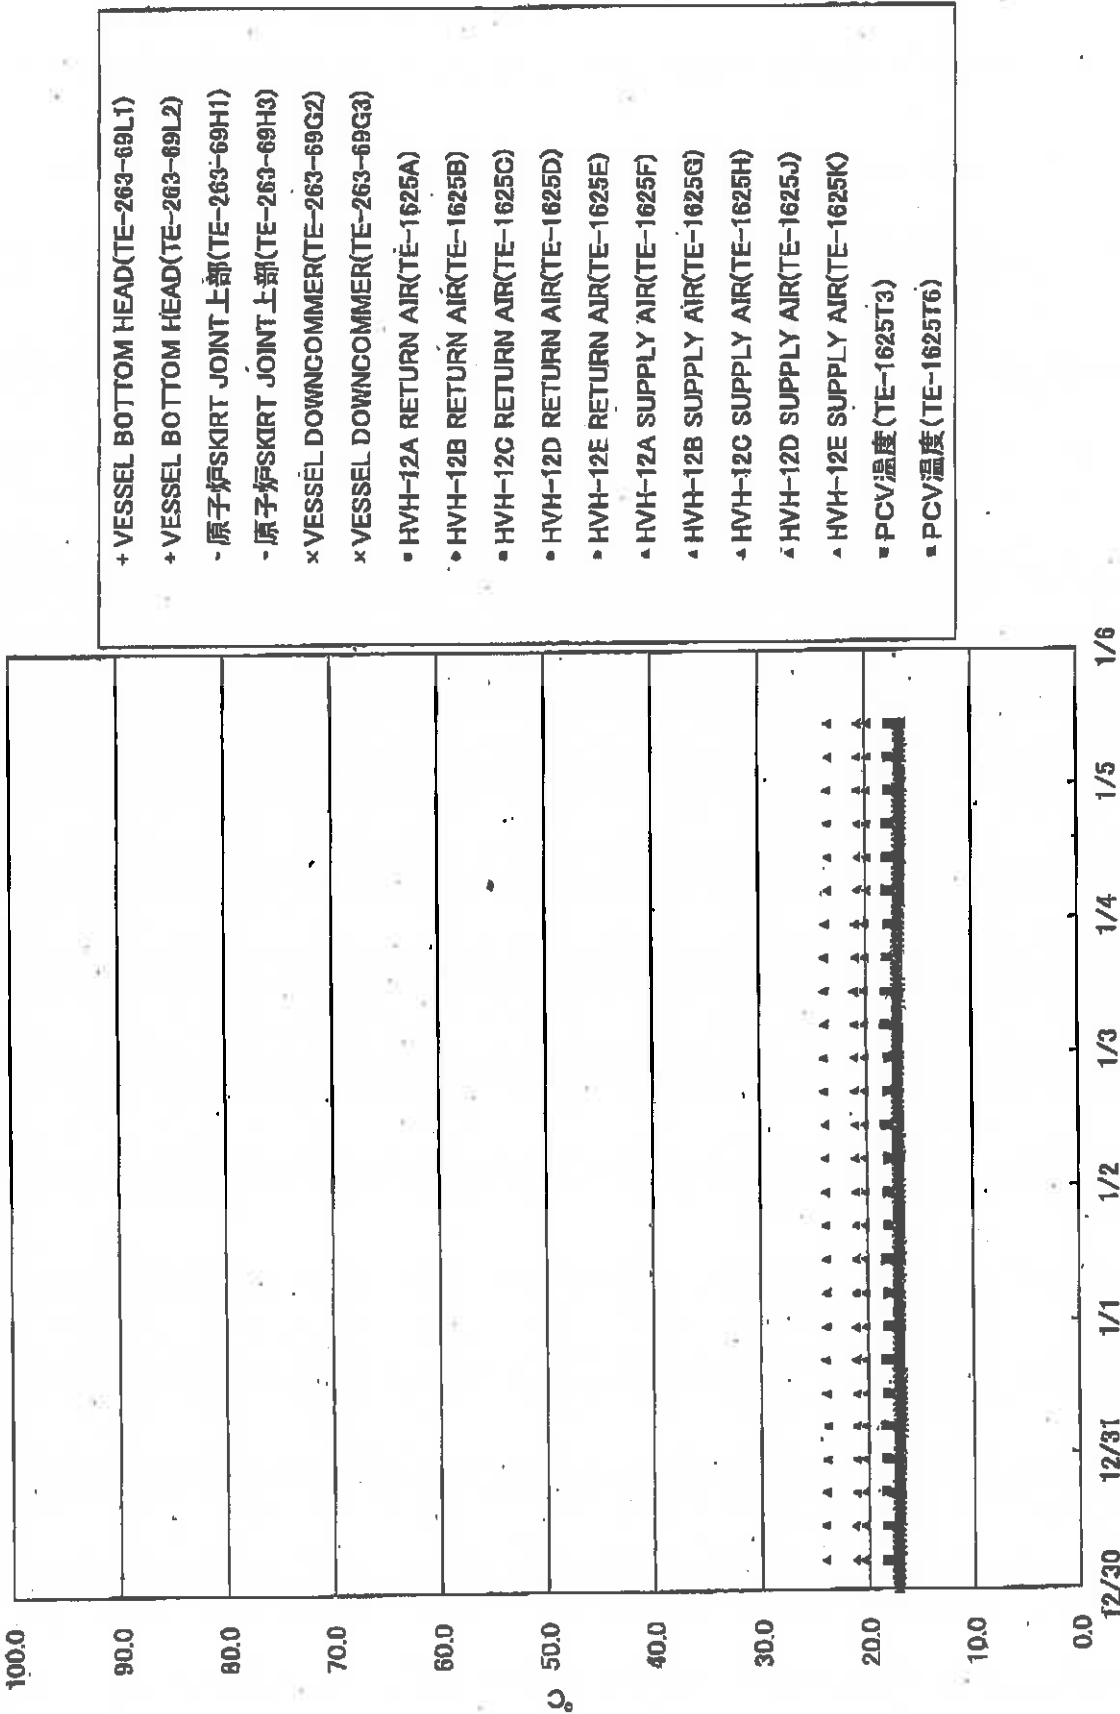 100.0
90.0
80.0
70.0
60.0
50.0
40.0
30.0
20.0
10.0
0.0
℃
12/30
12/31
1/1
1/2
1/3
1/4
1/5
1/6
+ VESSEL BOTTOM HEAD(TE-263-69L1)
+ VESSEL BOTTOM HEAD(TE-263-69L2)
- 原子炉SKIRT JOINT上部(TE-263-69H1)
- 原子炉SKIRT JOINT上部(TE-263-69H3)
× VESSEL DOWNCOMMER(TE-263-69G2)
× VESSEL DOWNCOMMER(TE-263-69G3)
● HVH-12A RETURN AIR(TE-1625A)
● HVH-12B RETURN AIR(TE-1625B)
● HVH-12C RETURN AIR(TE-1625C)
● HVH-12D RETURN AIR(TE-1625D)
● HVH-12E RETURN AIR(TE-1625E)
▲ HVH-12A SUPPLY AIR(TE-1625F)
▲ HVH-12B SUPPLY AIR(TE-1625G)
▲ HVH-12C SUPPLY AIR(TE-1625H)
▲ HVH-12D SUPPLY AIR(TE-1625J)
▲ HVH-12E SUPPLY AIR(TE-1625K)
■ PCV温度(TE-1625T3)
■ PCV温度(TE-1625T6)